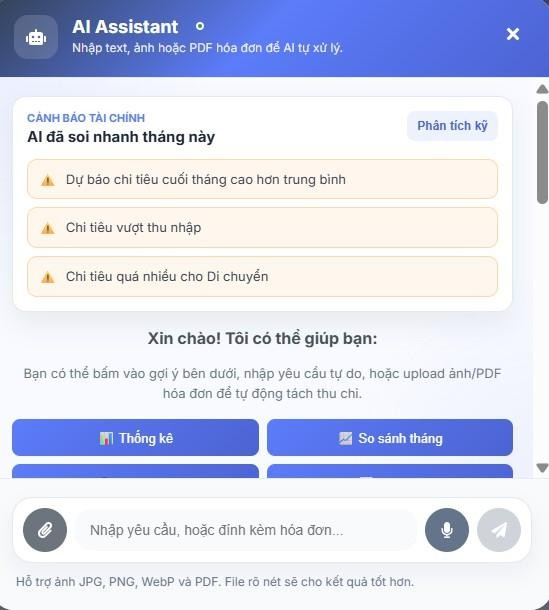 AI Assistant
Nhập text, ảnh hoặc PDF hóa đơn để AI tự xử lý.
CẢNH BÁO TÀI CHÍNH
AI đã soi nhanh tháng này
Phân tích kỹ
Dự báo chi tiêu cuối tháng cao hơn trung bình
Chi tiêu vượt thu nhập
Chi tiêu quá nhiều cho Di chuyển
Xin chào! Tôi có thể giúp bạn:
Bạn có thể bấm vào gợi ý bên dưới, nhập yêu cầu tự do, hoặc upload ảnh/PDF
hóa đơn để tự động tách thu chi.
Thống kê
So sánh tháng
Nhập yêu cầu, hoặc đính kèm hóa đơn...
Hỗ trợ ảnh JPG, PNG, WebP và PDF. File rõ nét sẽ cho kết quả tốt hơn.